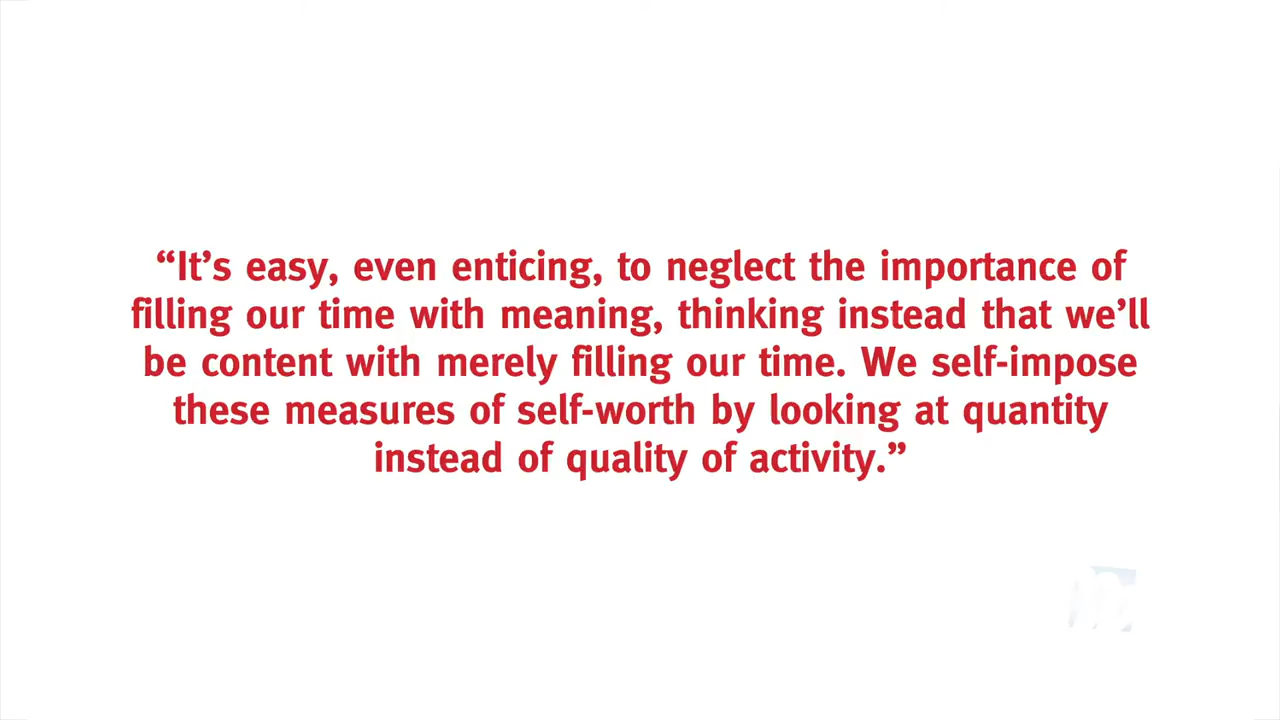 “It’s easy, even enticing, to neglect the importance of
filling our time with meaning, thinking instead that we’ll
be content with merely filling our time. We self-impose
these measures of self-worth by looking at quantity
instead of quality of activity.”